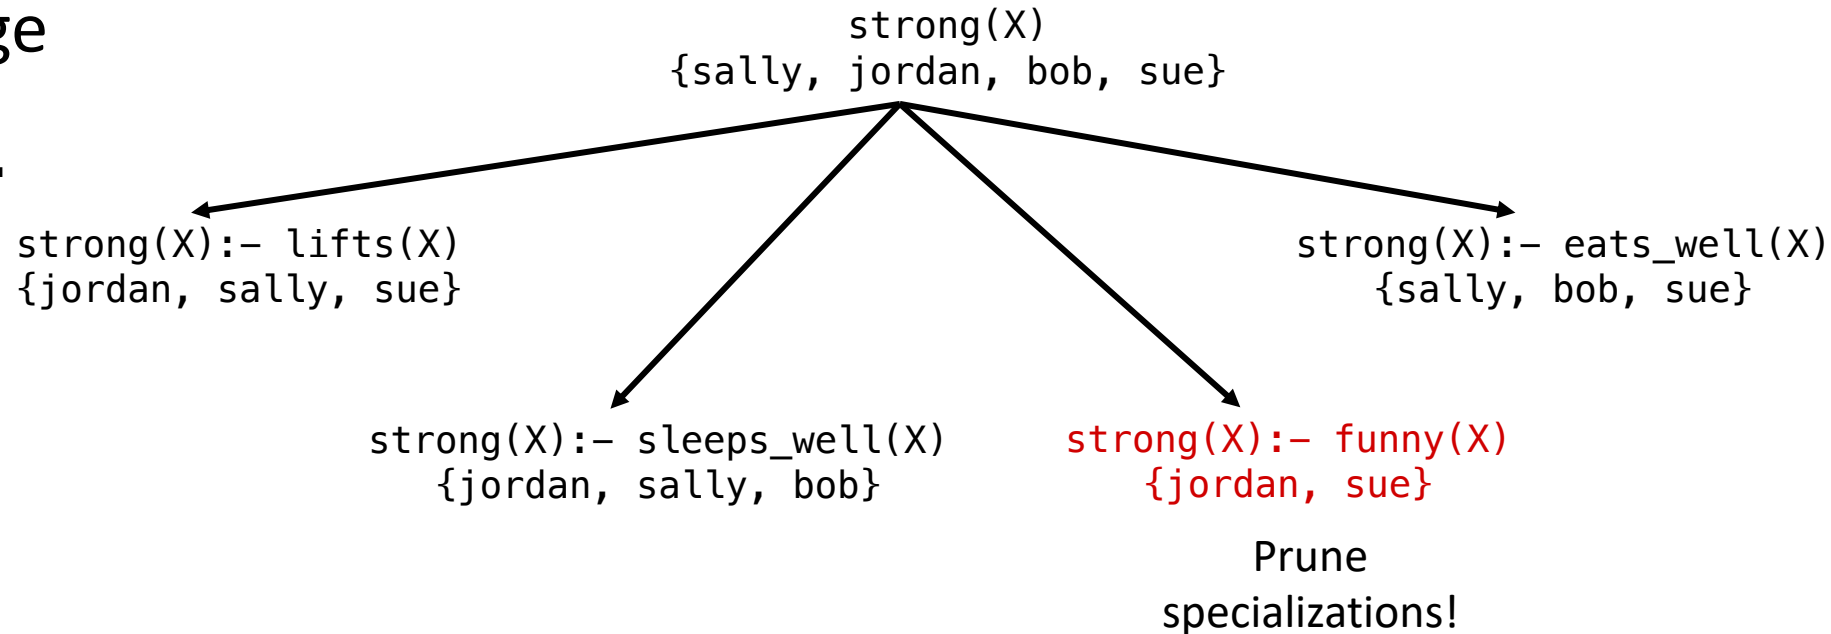 ge
strong(X)
{sally, jordan, bob, sue}
strong(X):– lifts(X)
{jordan, sally, sue}
strong(X):– eats_well(X)
{sally, bob, sue}
strong(X):– sleeps_well(X)
{jordan, sally, bob}
strong(X):– funny(X)
{jordan, sue}
Prune
specializations!